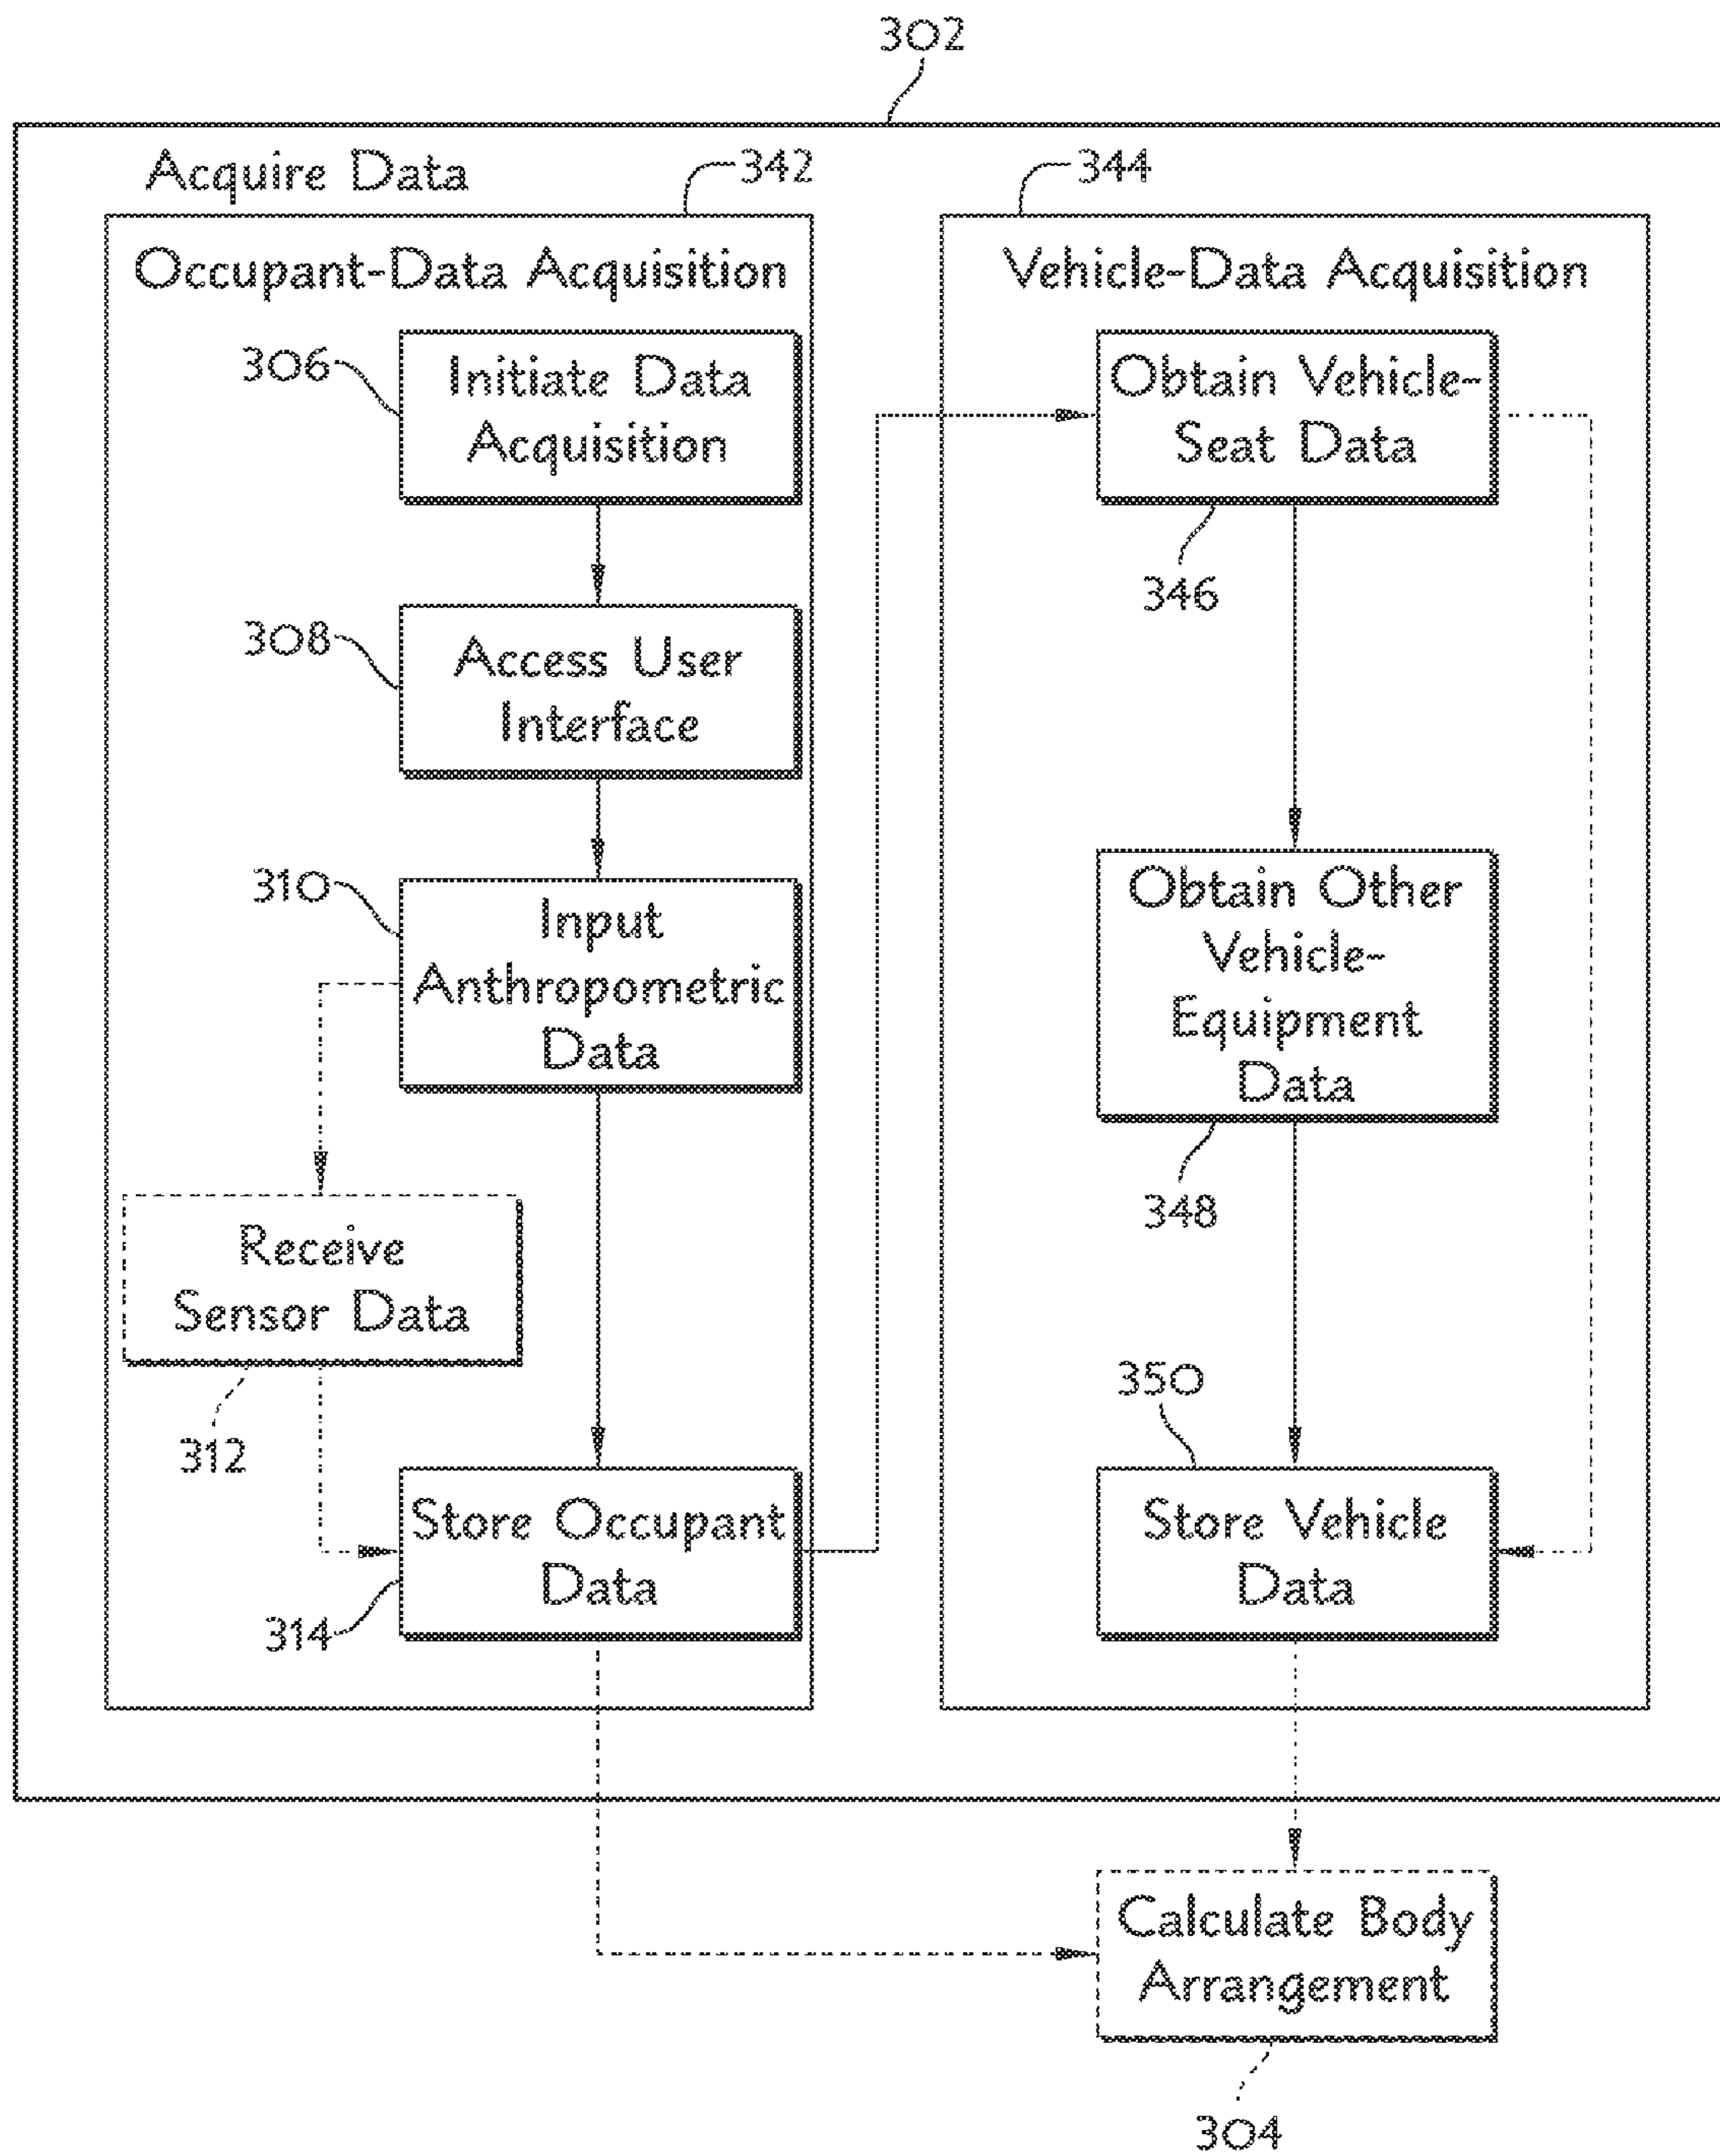 302
Acquire Data
342
344
Occupant-Data Acquisition
Vehicle-Data Acquisition
306
Initiate Data
Acquisition
Obtain Vehicle-
Seat Data
346
308
Access User
Interface
310
Input
Anthropometric
Data
Obtain Other
Vehicle-
Equipment
Data
348
Receive
Sensor Data
312
350
Store Occupant
Data
314
Store Vehicle
Data
Calculate Body
Arrangement
304